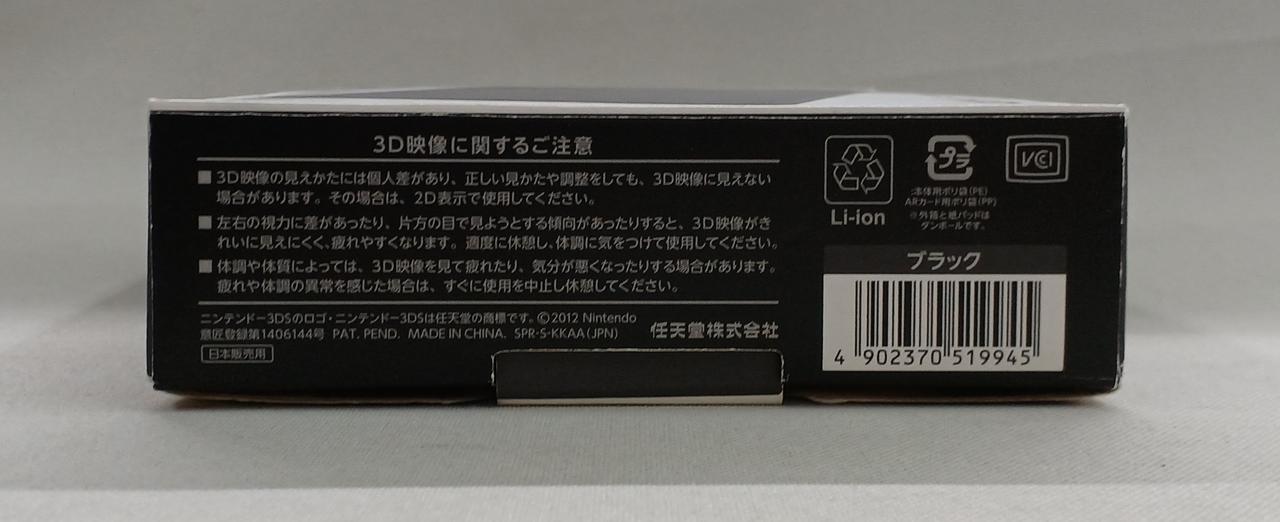 3D映像に関するご注意
■3D映像の見えかたには個人差があり、正しい見かたや調整をしても、3D映像に見えない
場合があります。その場合は、2D表示で使用してください。
■左右の視力に差があったり、片方の目で見ようとする傾向があったりすると、3D映像がき
れいに見えにくく、疲れやすくなります。適度に休憩し、体調に気をつけて使用してください。
■体調や体質によっては、3D映像を見て疲れたり、気分が悪くなったりする場合があります。
疲れや体調の異常を感じた場合は、すぐに使用を中止し休憩してください。
ニンテンドー3DSのロゴ・ニンテンドー3DSは任天堂の商標です。©2012 Nintendo
意匠登録第1406144号 PAT. PEND. MADE IN CHINA. SPR-S-KKAA(JPN)
任天堂株式会社
日本販売用
Li-ion
プラ
:本体用ポリ袋(PE)
ARカード用ポリ袋(PP)
※外箱と紙パッドは
ダンボールです。
VCCI
ブラック
4 902370 519945